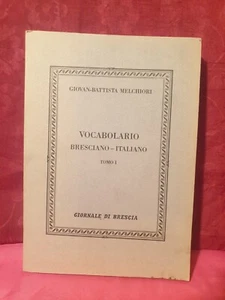 GIOVAN-BATTISTA MELCHIORI
VOCABOLARIO
BRESCIANO - ITALIANO
TOMO I
GIORNALE DI BRESCIA